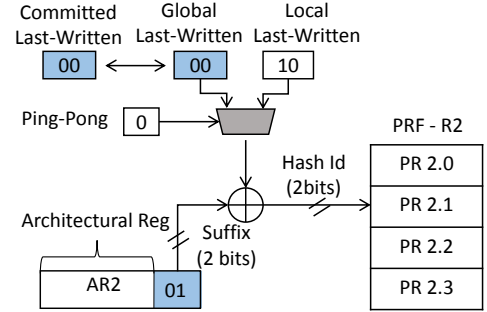 Committed
Last-Written
Global
Last-Written
Local
Last-Written
00
00
10
Ping-Pong
0
PRF - R2
Hash Id
(2bits)
PR 2.0
PR 2.1
PR 2.2
PR 2.3
Architectural Reg
Suffix
(2 bits)
AR2
01